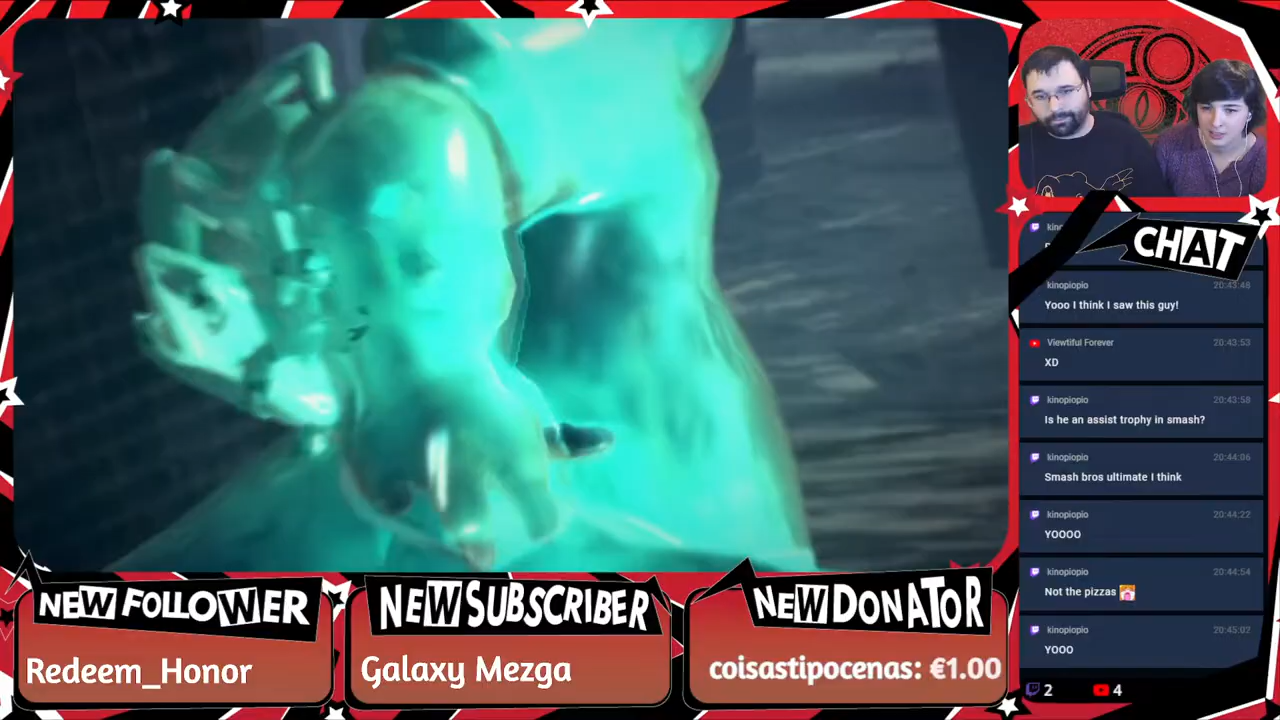 CHAT
kinopiopio 20:43:48
Yooo I think I saw this guy!
Viewtiful Forever 20:43:53
XD
kinopiopio 20:43:58
Is he an assist trophy in smash?
kinopiopio 20:44:06
Smash bros ultimate I think
kinopiopio 20:44:22
YOOOO
kinopiopio 20:44:54
Not the pizzas
kinopiopio 20:45:02
YOOO
2 4
NEW FOLLOWER
Redeem_Honor
NEW SUBSCRIBER
Galaxy Mezga
NEW DONATOR
coisastipocenas: €1.00